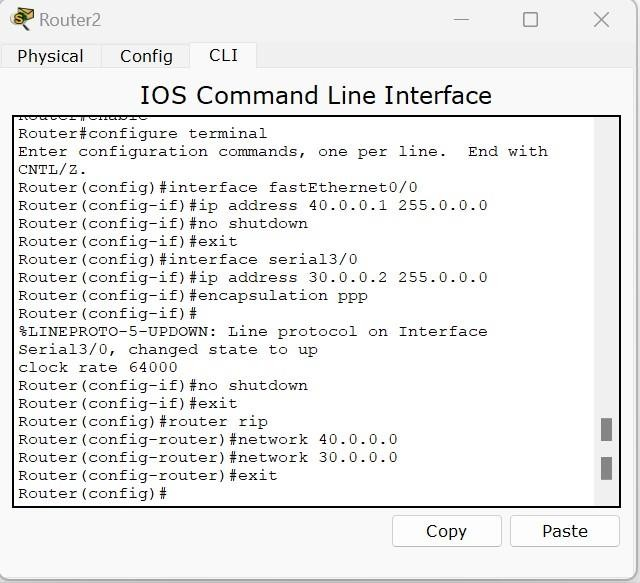 Router2
Physical Config CLI
IOS Command Line Interface
Router#enable
Router#configure terminal
Enter configuration commands, one per line. End with
CNTL/Z.
Router(config)#interface fastEthernet0/0
Router(config-if)#ip address 40.0.0.1 255.0.0.0
Router(config-if)#no shutdown
Router(config-if)#exit
Router(config)#interface serial3/0
Router(config-if)#ip address 30.0.0.2 255.0.0.0
Router(config-if)#encapsulation ppp
Router(config-if)#
%LINEPROTO-5-UPDOWN: Line protocol on Interface
Serial3/0, changed state to up
clock rate 64000
Router(config-if)#no shutdown
Router(config-if)#exit
Router(config)#router rip
Router(config-router)#network 40.0.0.0
Router(config-router)#network 30.0.0.0
Router(config-router)#exit
Router(config)#
Copy Paste